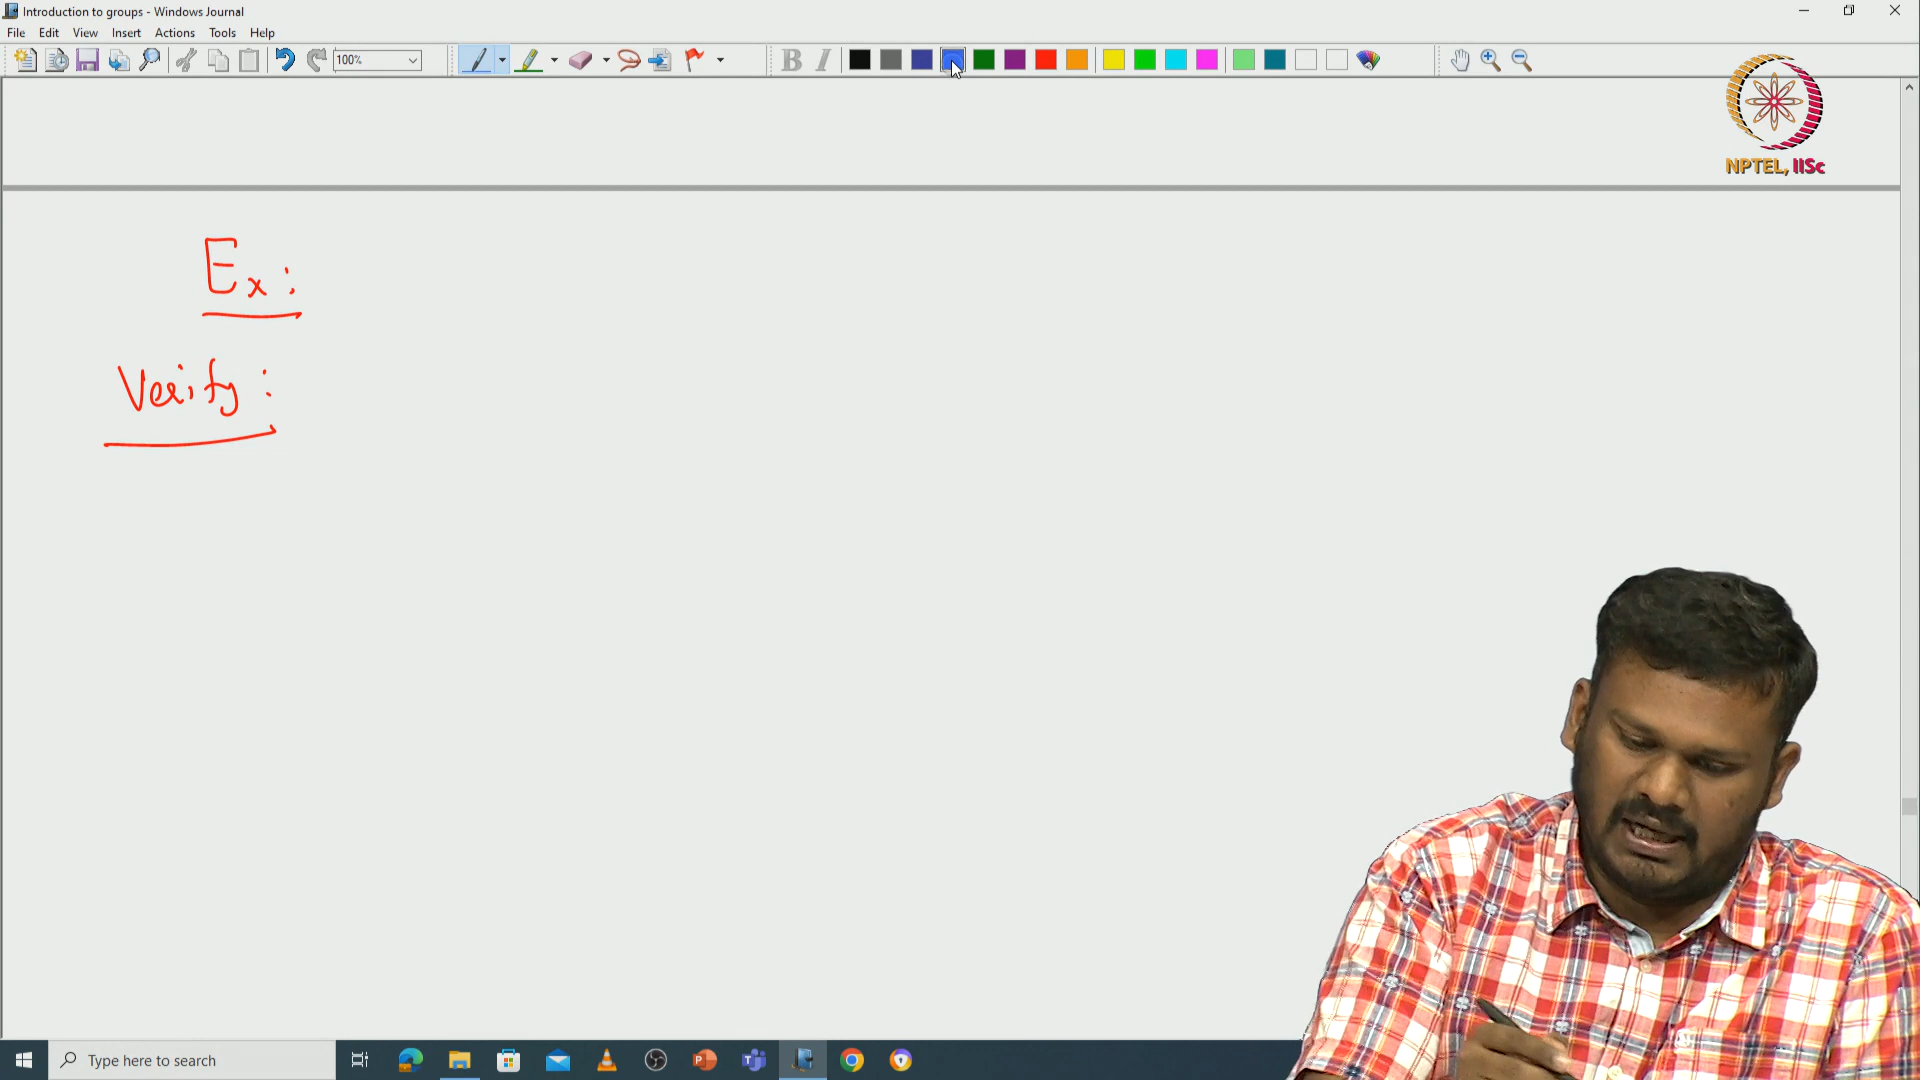 Introduction to groups - Windows Journal
File Edit View Insert Actions Tools Help
100%
B I
NPTEL, IISc
Ex:
Verify:
Type here to search